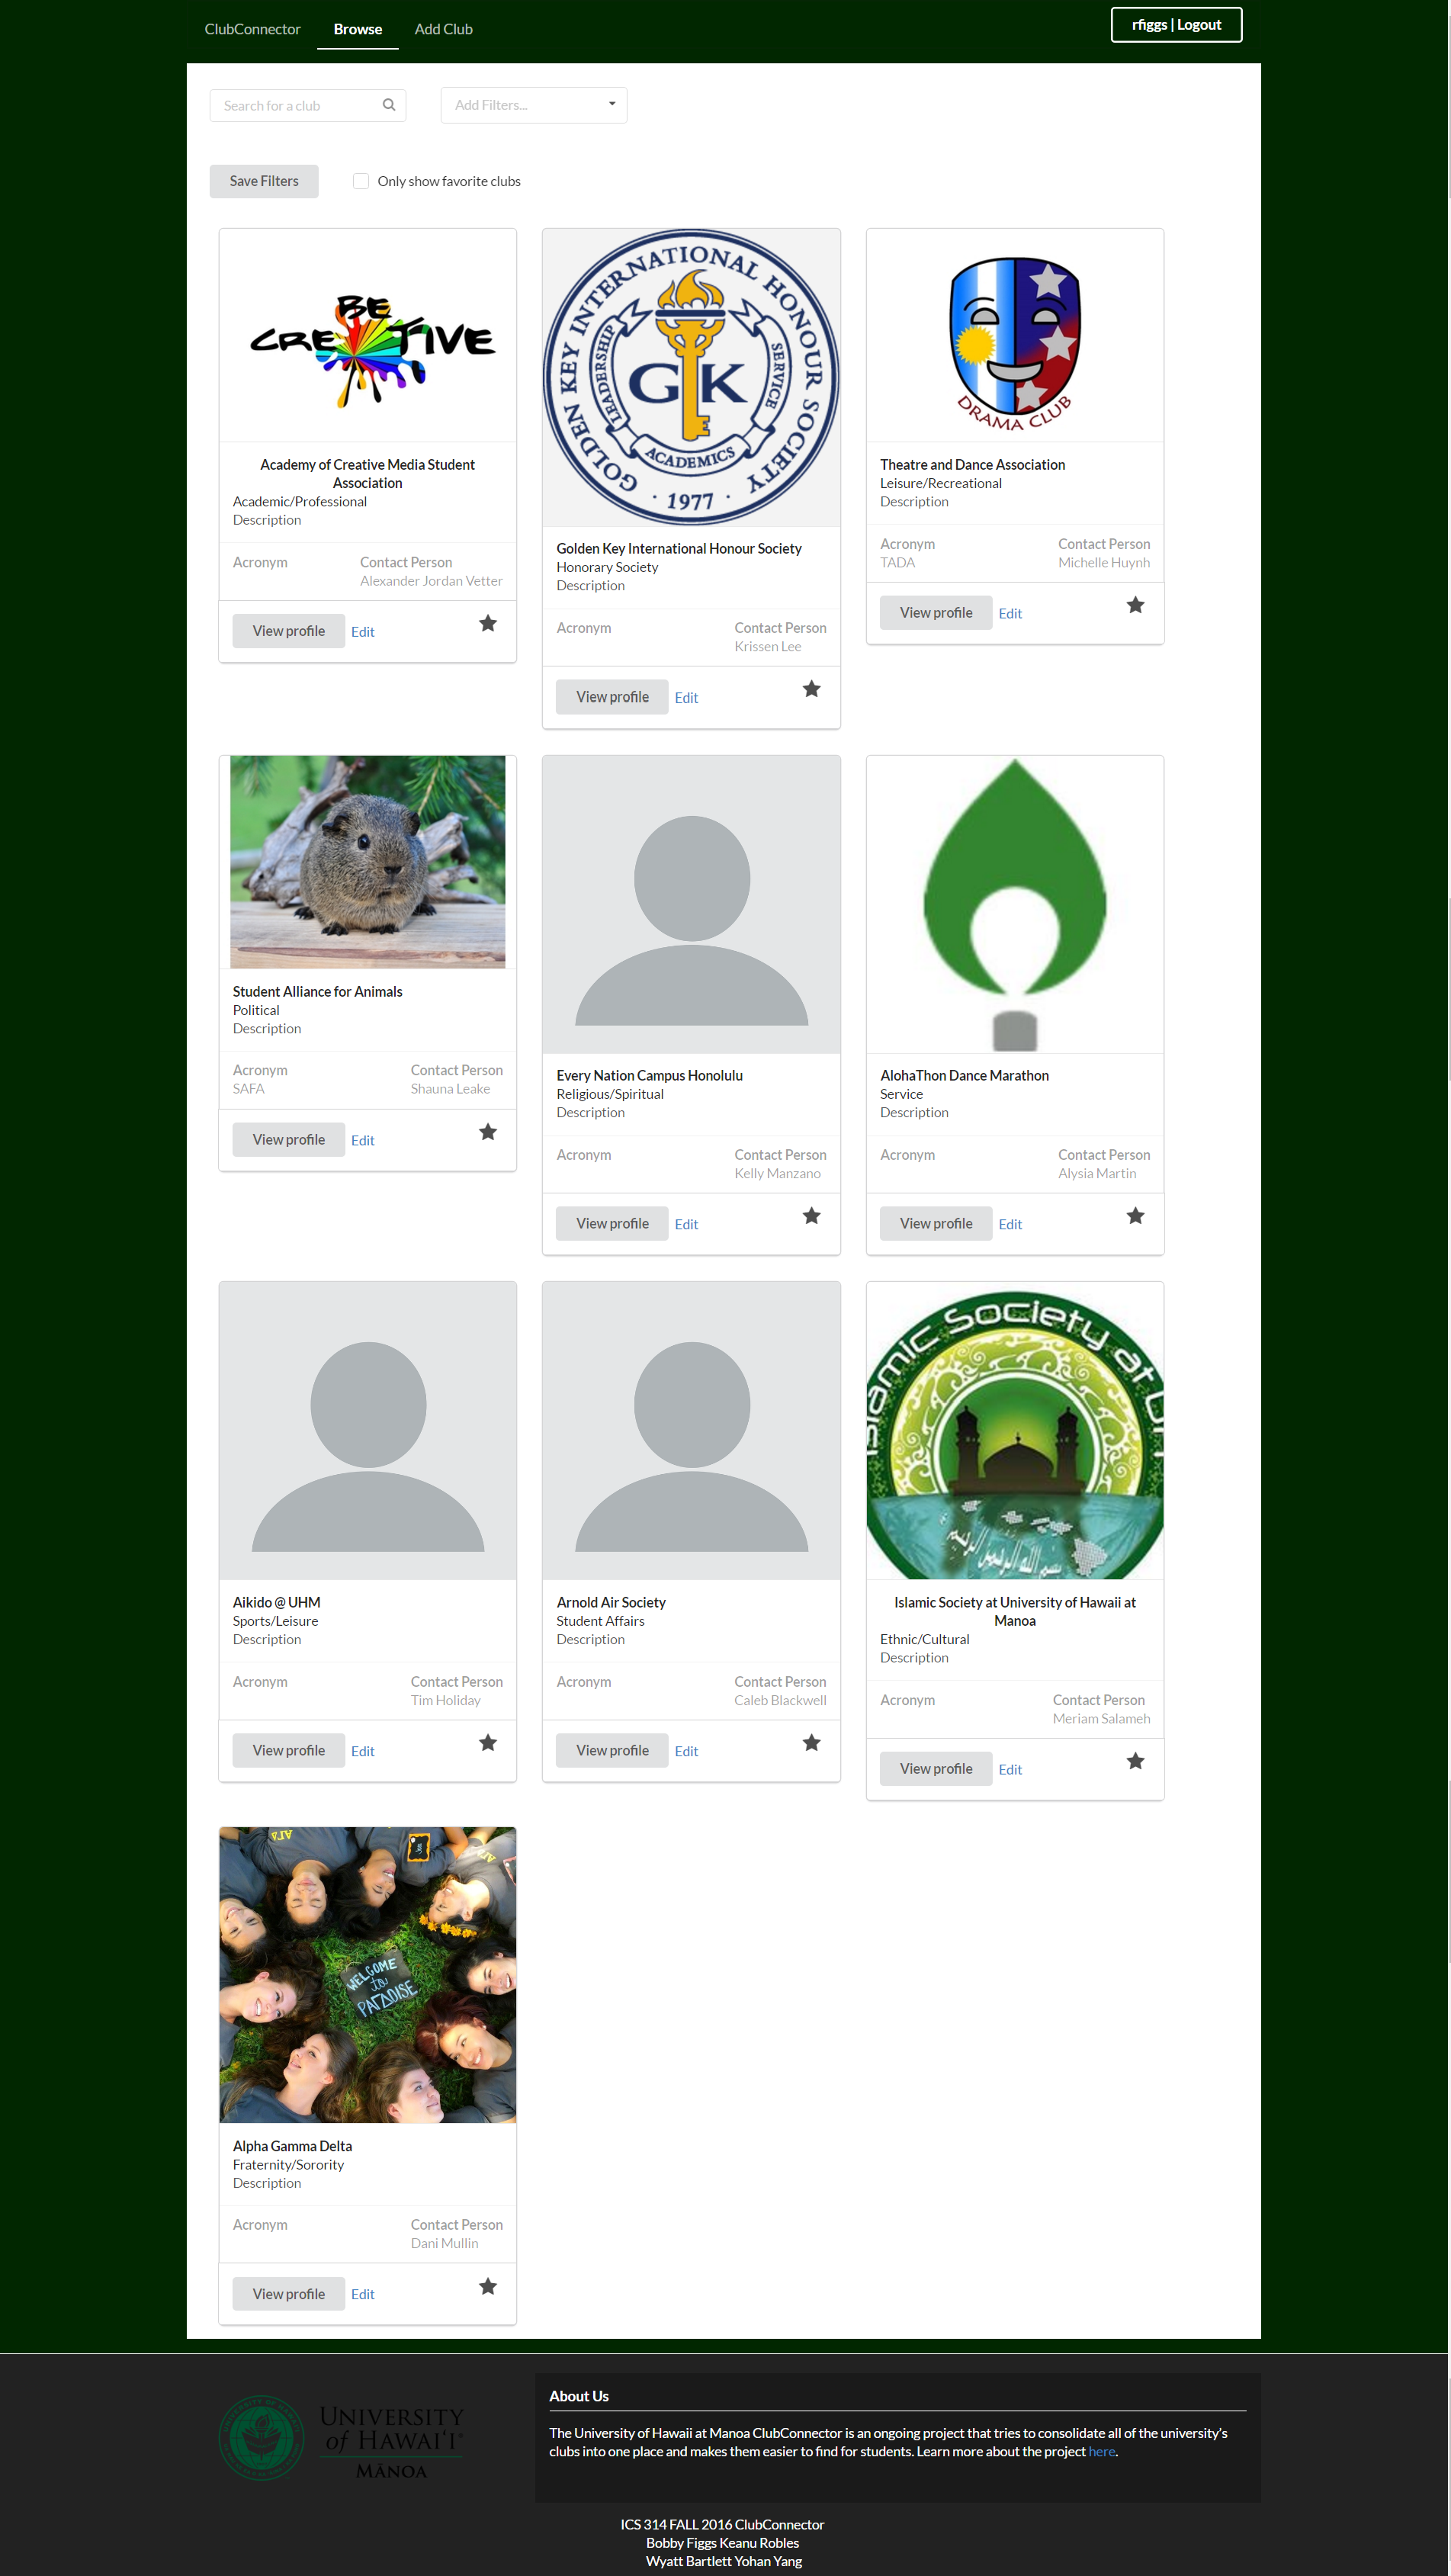 ClubConnector
Browse
Add Club
rfiggs | Logout
Search for a club
Add Filters...
Save Filters
Only show favorite clubs
BE
CRE TIVE
GOLDEN KEY INTERNATIONAL HONOUR SOCIETY
LEADERSHIP
SERVICE
GK
ACADEMICS
· 1977 ·
DRAMA CLUB
Academy of Creative Media Student
Association
Academic/Professional
Description
Acronym
Contact Person
Alexander Jordan Vetter
View profile
Edit
Golden Key International Honour Society
Honorary Society
Description
Acronym
Contact Person
Krissen Lee
View profile
Edit
Theatre and Dance Association
Leisure/Recreational
Description
Acronym
TADA
Contact Person
Michelle Huynh
View profile
Edit
Student Alliance for Animals
Political
Description
Acronym
SAFA
Contact Person
Shauna Leake
View profile
Edit
Every Nation Campus Honolulu
Religious/Spiritual
Description
Acronym
Contact Person
Kelly Manzano
View profile
Edit
AlohaThon Dance Marathon
Service
Description
Acronym
Contact Person
Alysia Martin
View profile
Edit
Aikido @ UHM
Sports/Leisure
Description
Acronym
Contact Person
Tim Holiday
View profile
Edit
Arnold Air Society
Student Affairs
Description
Acronym
Contact Person
Caleb Blackwell
View profile
Edit
slamic Society at U
Islamic Society at University of Hawaii at
Manoa
Ethnic/Cultural
Description
Acronym
Contact Person
Meriam Salameh
View profile
Edit
WELCOME
to
PARADISE
Alpha Gamma Delta
Fraternity/Sorority
Description
Acronym
Contact Person
Dani Mullin
View profile
Edit
UNIVERSITY
of HAWAIʻI®
MĀNOA
About Us
The University of Hawaii at Manoa ClubConnector is an ongoing project that tries to consolidate all of the university's
clubs into one place and makes them easier to find for students. Learn more about the project here.
ICS 314 FALL 2016 ClubConnector
Bobby Figgs Keanu Robles
Wyatt Bartlett Yohan Yang